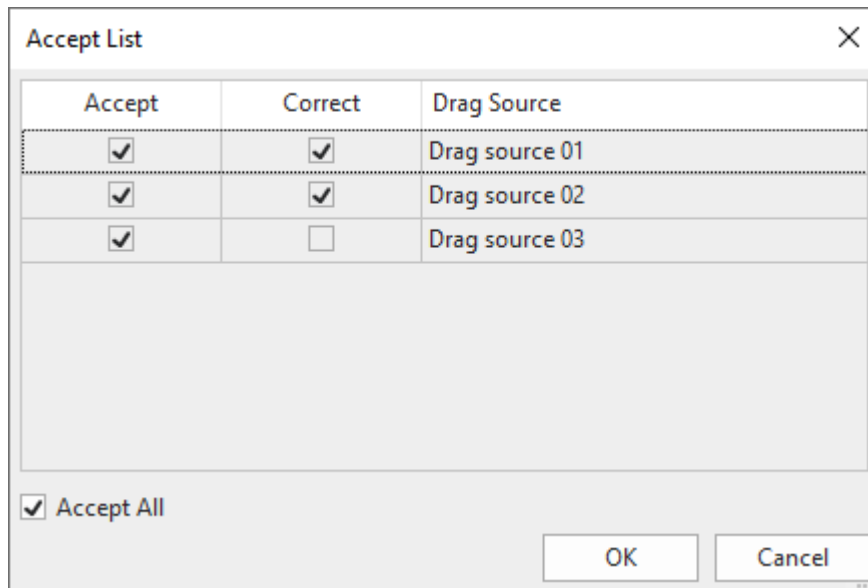 Accept List
Accept Correct Drag Source
Drag source 01
Drag source 02
Drag source 03
Accept All
OK Cancel